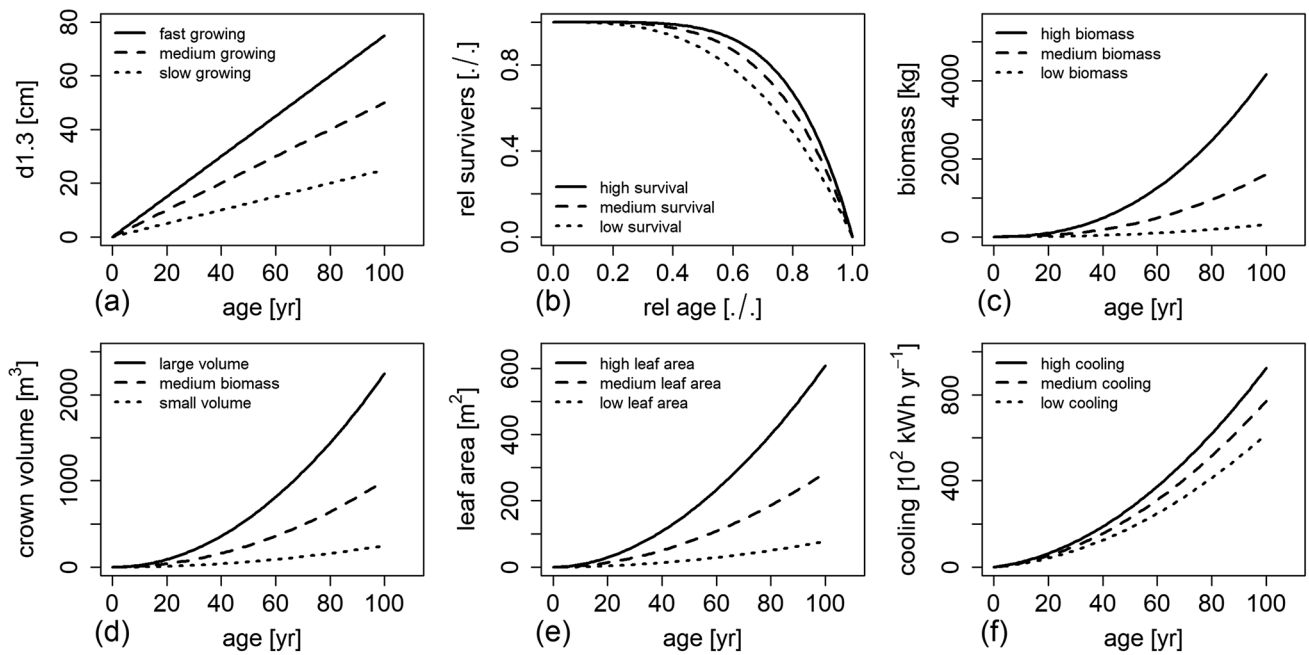 d1.3 [cm]
80
60
40
20
0
fast growing
medium growing
slow growing
0 20 40 60 80 100
(a)
age [yr]
rel survivers [./.]
0.8
0.4
0.0
high survival
medium survival
low survival
0.0 0.2 0.4 0.6 0.8 1.0
(b)
rel age [./.]
biomass [kg]
4000
2000
0
high biomass
medium biomass
low biomass
0 20 40 60 80 100
(c)
age [yr]
crown volume [m³]
2000
1000
0
large volume
medium biomass
small volume
0 20 40 60 80 100
(d)
age [yr]
leaf area [m²]
600
400
200
0
high leaf area
medium leaf area
low leaf area
0 20 40 60 80 100
(e)
age [yr]
cooling [10² kWh yr⁻¹]
800
400
0
high cooling
medium cooling
low cooling
0 20 40 60 80 100
(f)
age [yr]